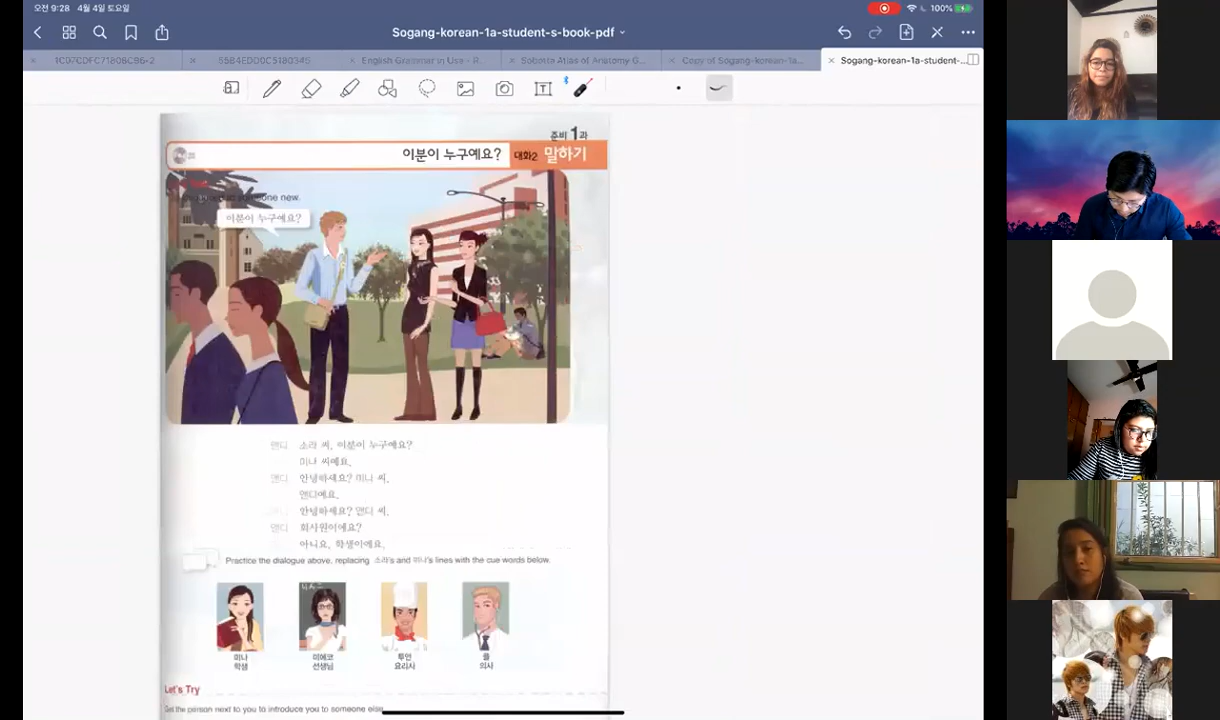 오전 9:28 4월 4일 토요일
100%
Sogang-korean-1a-student-s-book-pdf
1C97CDFC71808C96-2
55B4EDD0C5180345
English Grammar in Use - R...
Sobotta Atlas of Anatomy G...
Copy of Sogang-korean-1a...
Sogang-korean-1a-student-...
준비 1과
이분이 누구예요? 대화2 말하기
someone new.
이분이 누구예요?
앤디 소라 씨, 이분이 누구예요?
미나 씨예요.
앤디 안녕하세요? 미나 씨.
앤디예요.
안녕하세요? 앤디 씨.
앤디 회사원이에요?
아니요, 학생이에요.
Practice the dialogue above, replacing 소라's and 미나's lines with the cue words below.
미나 미에코 투안 폴
학생 선생님 요리사 의사
Let's Try
Get the person next to you to introduce you to someone else.